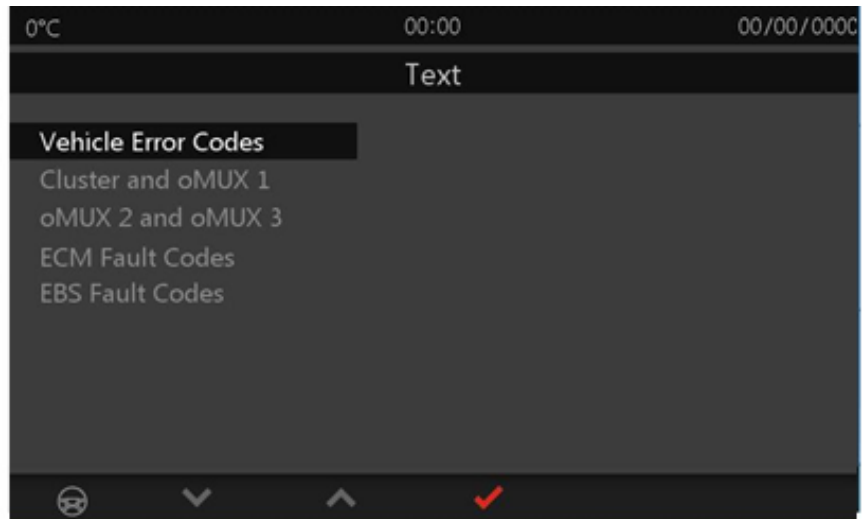 0°C 00:00 00/00/0000
Text
Vehicle Error Codes
Cluster and oMUX 1
oMUX 2 and oMUX 3
ECM Fault Codes
EBS Fault Codes